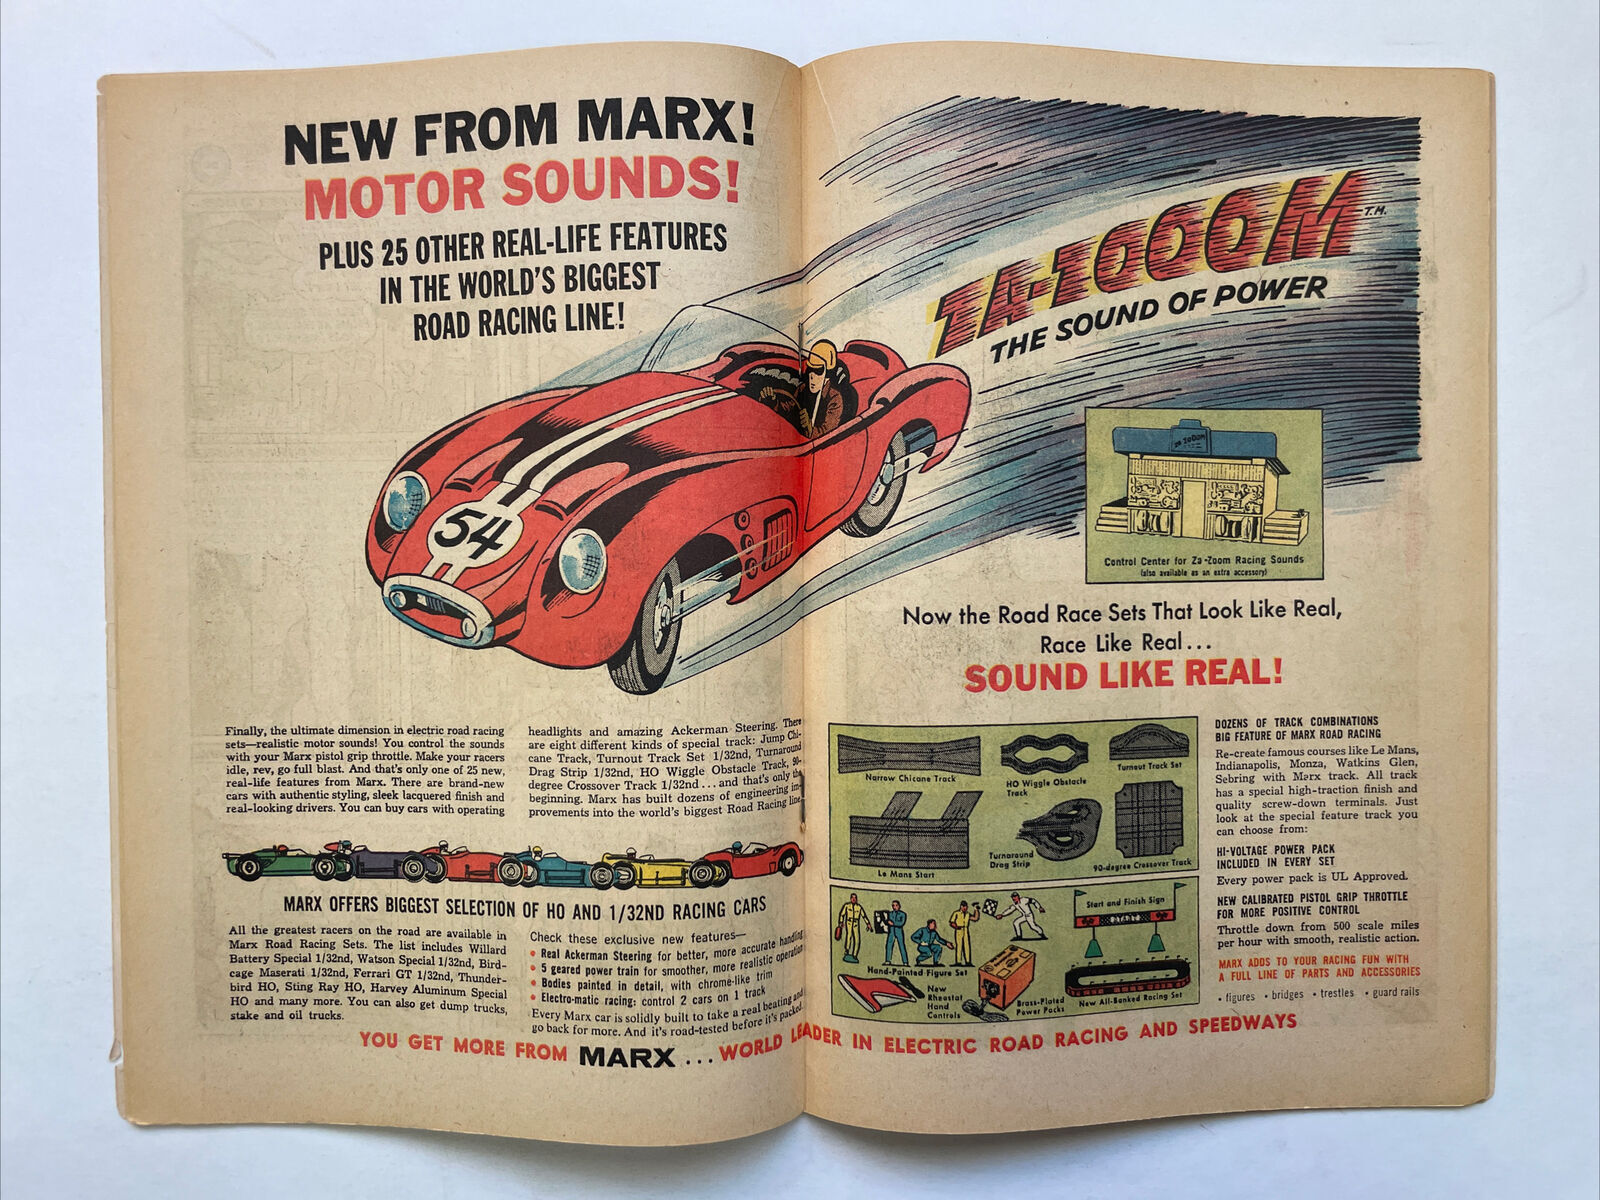 NEW FROM MARX!
MOTOR SOUNDS!
PLUS 25 OTHER REAL-LIFE FEATURES
IN THE WORLD'S BIGGEST
ROAD RACING LINE!
ZA-ZOOOM T.M.
THE SOUND OF POWER
54
ZA ZOOM
Control Center for Za-Zoom Racing Sounds
(also available as an extra accessory)
Now the Road Race Sets That Look Like Real,
Race Like Real...
SOUND LIKE REAL!
Finally, the ultimate dimension in electric road racing
sets—realistic motor sounds! You control the sounds
with your Marx pistol grip throttle. Make your racers
idle, rev, go full blast. And that's only one of 25 new,
real-life features from Marx. There are brand-new
cars with authentic styling, sleek lacquered finish and
real-looking drivers. You can buy cars with operating
headlights and amazing Ackerman Steering. There
are eight different kinds of special track: Jump Chi-
cane Track, Turnout Track Set 1/32nd, Turnaround
Drag Strip 1/32nd, HO Wiggle Obstacle Track, 90-
degree Crossover Track 1/32nd...and that's only the
beginning. Marx has built dozens of engineering im-
provements into the world's biggest Road Racing line.
MARX OFFERS BIGGEST SELECTION OF HO AND 1/32ND RACING CARS
All the greatest racers on the road are available in
Marx Road Racing Sets. The list includes Willard
Battery Special 1/32nd, Watson Special 1/32nd, Bird-
cage Maserati 1/32nd, Ferrari GT 1/32nd, Thunder-
bird HO, Sting Ray HO, Harvey Aluminum Special
HO and many more. You can also get dump trucks,
stake and oil trucks.
Check these exclusive new features—
• Real Ackerman Steering for better, more accurate handling
• 5 geared power train for smoother, more realistic operation
• Bodies painted in detail, with chrome-like trim
• Electro-matic racing: control 2 cars on 1 track
Every Marx car is solidly built to take a real beating and
go back for more. And it's road-tested before it's packed.
Narrow Chicane Track
HO Wiggle Obstacle
Track
Turnout Track Set
Le Mans Start
Turnaround
Drag Strip
90-degree Crossover Track
Hand-Painted Figure Set
Start and Finish Sign
START
New
Rheostat
Hand
Controls
Brass-Plated
Power Packs
New All-Banked Racing Set
DOZENS OF TRACK COMBINATIONS
BIG FEATURE OF MARX ROAD RACING
Re-create famous courses like Le Mans,
Indianapolis, Monza, Watkins Glen,
Sebring with Marx track. All track
has a special high-traction finish and
quality screw-down terminals. Just
look at the special feature track you
can choose from:
HI-VOLTAGE POWER PACK
INCLUDED IN EVERY SET
Every power pack is UL Approved.
NEW CALIBRATED PISTOL GRIP THROTTLE
FOR MORE POSITIVE CONTROL
Throttle down from 500 scale miles
per hour with smooth, realistic action.
MARX ADDS TO YOUR RACING FUN WITH
A FULL LINE OF PARTS AND ACCESSORIES
• figures • bridges • trestles • guard rails
YOU GET MORE FROM MARX ... WORLD LEADER IN ELECTRIC ROAD RACING AND SPEEDWAYS